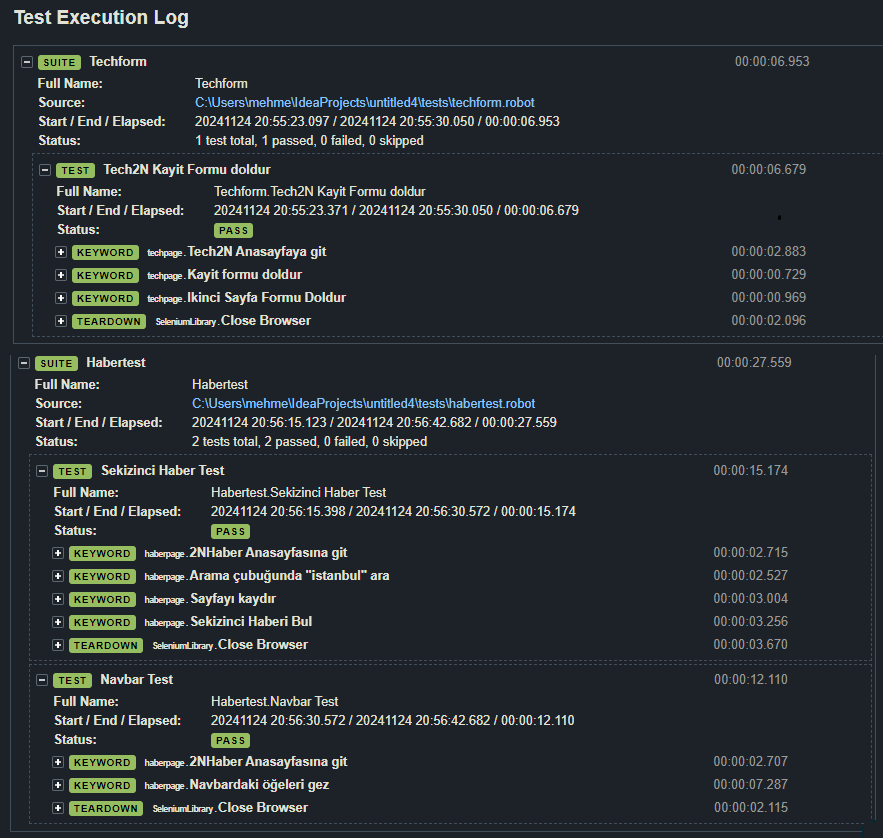 Test Execution Log
SUITE Techform 00:00:06.953
Full Name: Techform
Source: C:\Users\mehme\IdeaProjects\untitled4\tests\techform.robot
Start / End / Elapsed: 20241124 20:55:23.097 / 20241124 20:55:30.050 / 00:00:06.953
Status: 1 test total, 1 passed, 0 failed, 0 skipped
TEST Tech2N Kayit Formu doldur 00:00:06.679
Full Name: Techform.Tech2N Kayit Formu doldur
Start / End / Elapsed: 20241124 20:55:23.371 / 20241124 20:55:30.050 / 00:00:06.679
Status: PASS
KEYWORD techpage.Tech2N Anasayfaya git 00:00:02.883
KEYWORD techpage.Kayit formu doldur 00:00:00.729
KEYWORD techpage.Ikinci Sayfa Formu Doldur 00:00:00.969
TEARDOWN SeleniumLibrary.Close Browser 00:00:02.096
SUITE Habertest 00:00:27.559
Full Name: Habertest
Source: C:\Users\mehme\IdeaProjects\untitled4\tests\habertest.robot
Start / End / Elapsed: 20241124 20:56:15.123 / 20241124 20:56:42.682 / 00:00:27.559
Status: 2 tests total, 2 passed, 0 failed, 0 skipped
TEST Sekizinci Haber Test 00:00:15.174
Full Name: Habertest.Sekizinci Haber Test
Start / End / Elapsed: 20241124 20:56:15.398 / 20241124 20:56:30.572 / 00:00:15.174
Status: PASS
KEYWORD haberpage.2NHaber Anasayfasına git 00:00:02.715
KEYWORD haberpage.Arama çubuğunda "istanbul" ara 00:00:02.527
KEYWORD haberpage.Sayfayı kaydır 00:00:03.004
KEYWORD haberpage.Sekizinci Haberi Bul 00:00:03.256
TEARDOWN SeleniumLibrary.Close Browser 00:00:03.670
TEST Navbar Test 00:00:12.110
Full Name: Habertest.Navbar Test
Start / End / Elapsed: 20241124 20:56:30.572 / 20241124 20:56:42.682 / 00:00:12.110
Status: PASS
KEYWORD haberpage.2NHaber Anasayfasına git 00:00:02.707
KEYWORD haberpage.Navbardaki öğeleri gez 00:00:07.287
TEARDOWN SeleniumLibrary.Close Browser 00:00:02.115